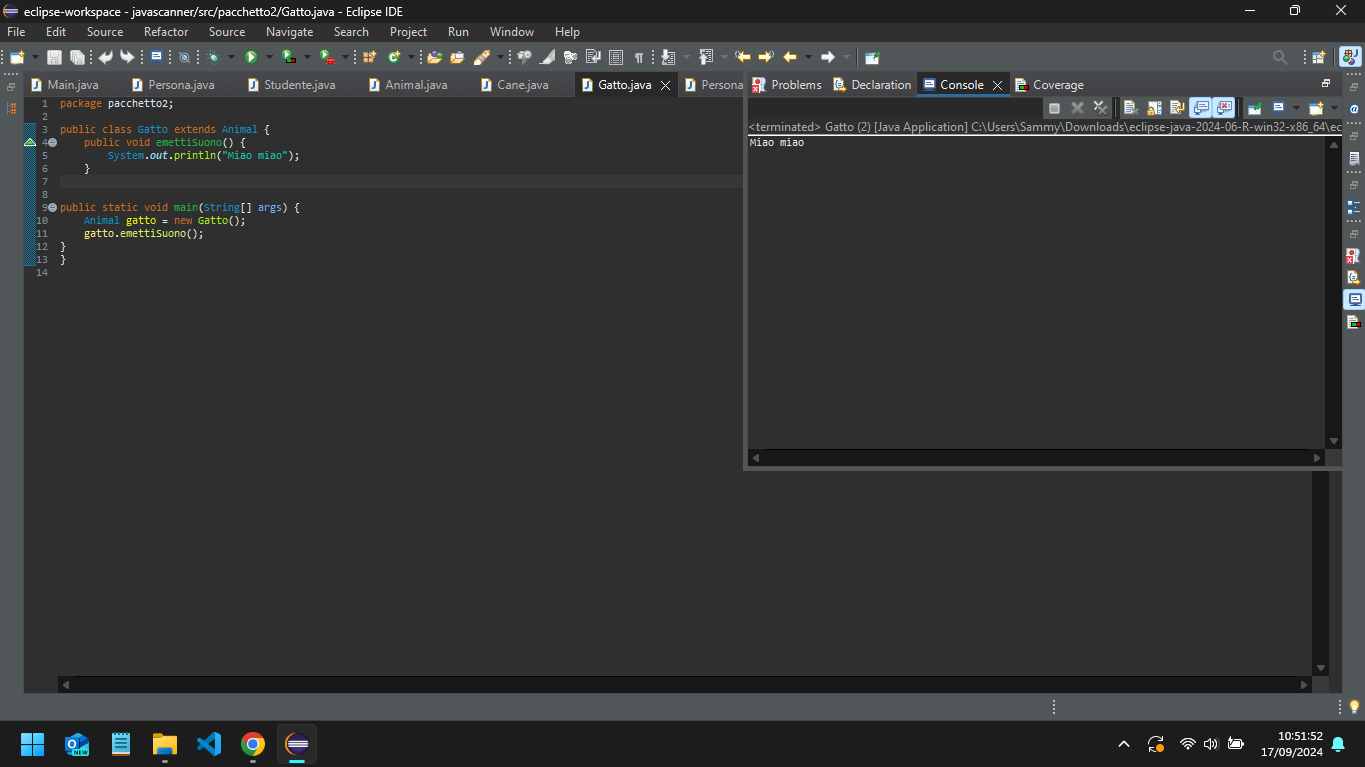 eclipse-workspace - javascanner/src/pacchetto2/Gatto.java - Eclipse IDE
File Edit Source Refactor Source Navigate Search Project Run Window Help
Main.java Persona.java Studente.java Animal.java Cane.java Gatto.java Persona
1 package pacchetto2;
2
3 public class Gatto extends Animal {
4 public void emettiSuono() {
5 System.out.println("Miao miao");
6 }
7
8
9 public static void main(String[] args) {
10 Animal gatto = new Gatto();
11 gatto.emettiSuono();
12 }
13 }
14
Problems Declaration Console Coverage
<terminated> Gatto (2) [Java Application] C:\Users\Sammy\Downloads\eclipse-java-2024-06-R-win32-x86_64\ec
Miao miao
NEW
10:51:52
17/09/2024